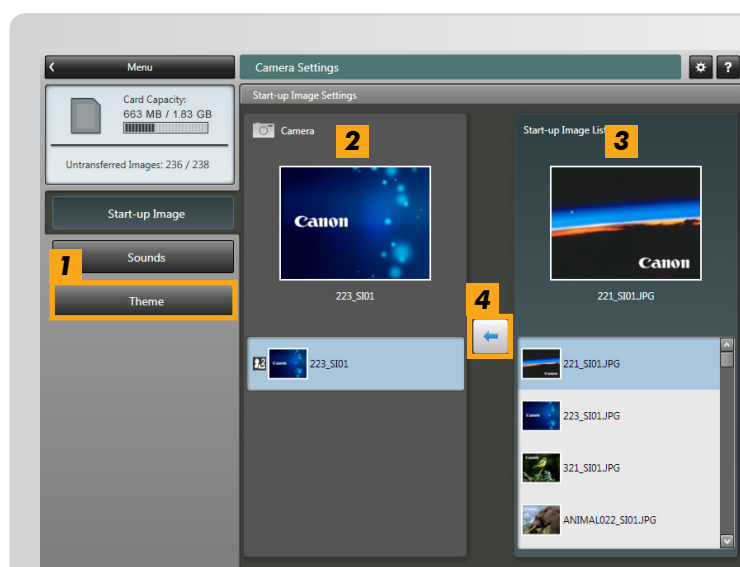 Menu
Camera Settings
?
Card Capacity:
663 MB / 1.83 GB
Untransferred Images: 236 / 238
Start-up Image Settings
Camera
2
Start-up Image Lis
3
Canon
Canon
223_SI01
221_SI01.JPG
Start-up Image
1
Sounds
Theme
4
223_SI01
221_SI01.JPG
223_SI01.JPG
321_SI01.JPG
ANIMAL022_SI01.JPG